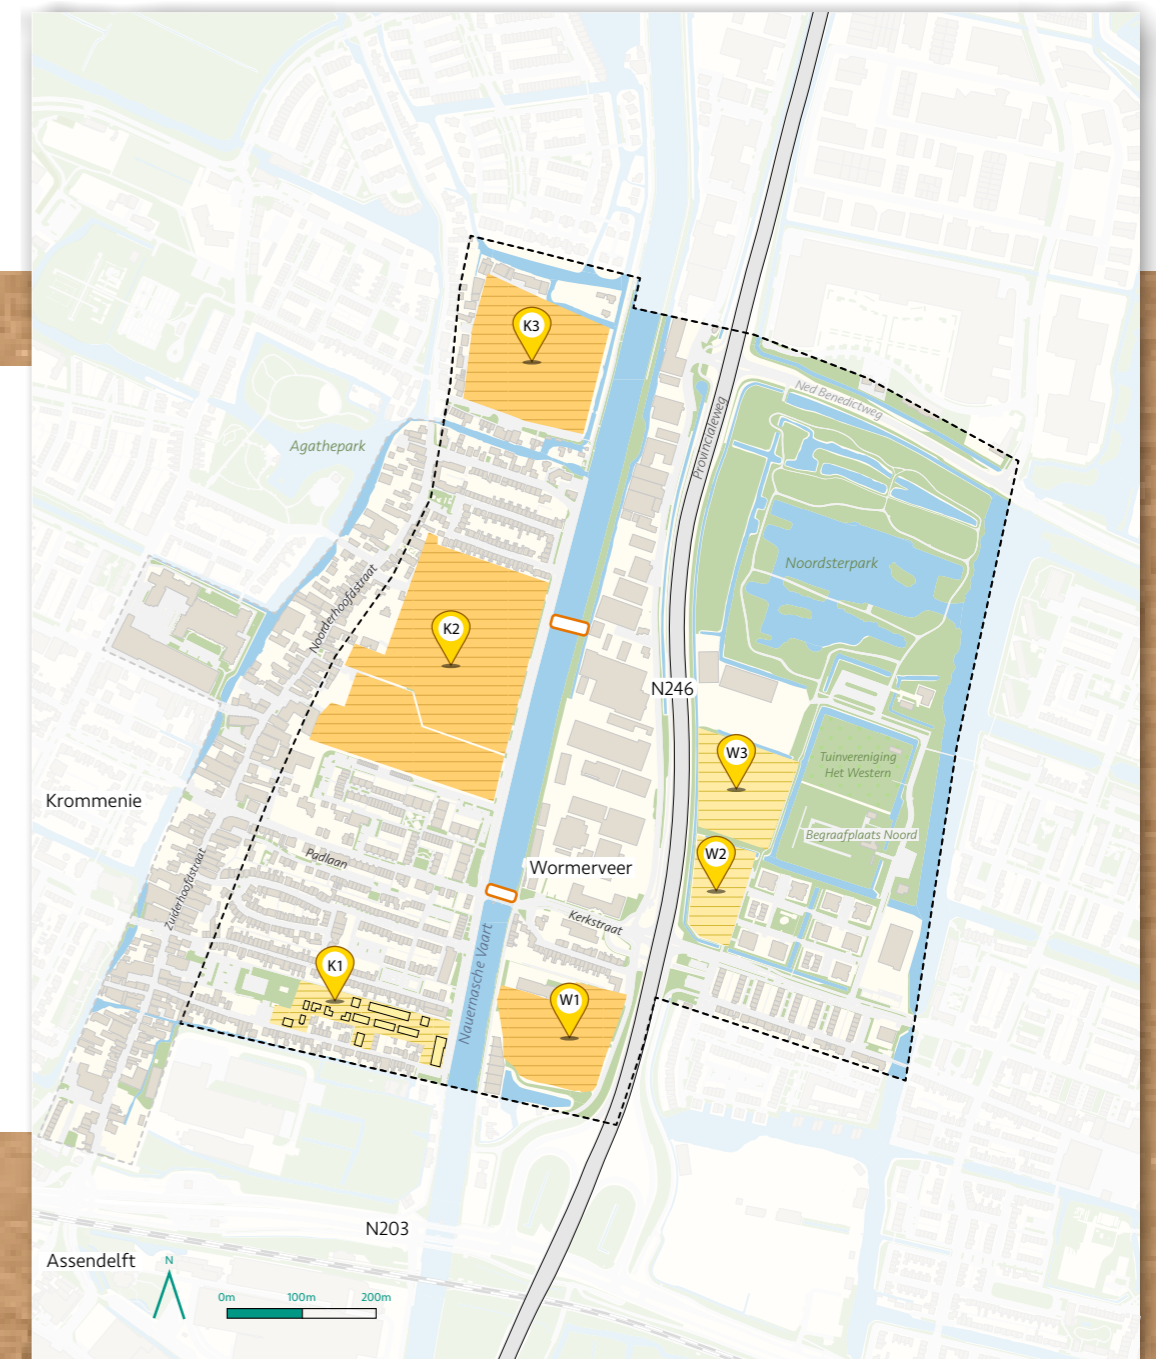 K3
Ned Benedictweg
Provincialeweg
Agathepark
Noordsterpark
Noorderhoofdstraat
K2
N246
W3
Tuinvereniging
Het Western
Krommenie
Begraafplaats Noord
W2
Padlaan
Wormerveer
Zuiderhoofdstraat
Kerkstraat
K1
Nauernasche Vaart
W1
N203
Assendelft
N
0m 100m 200m